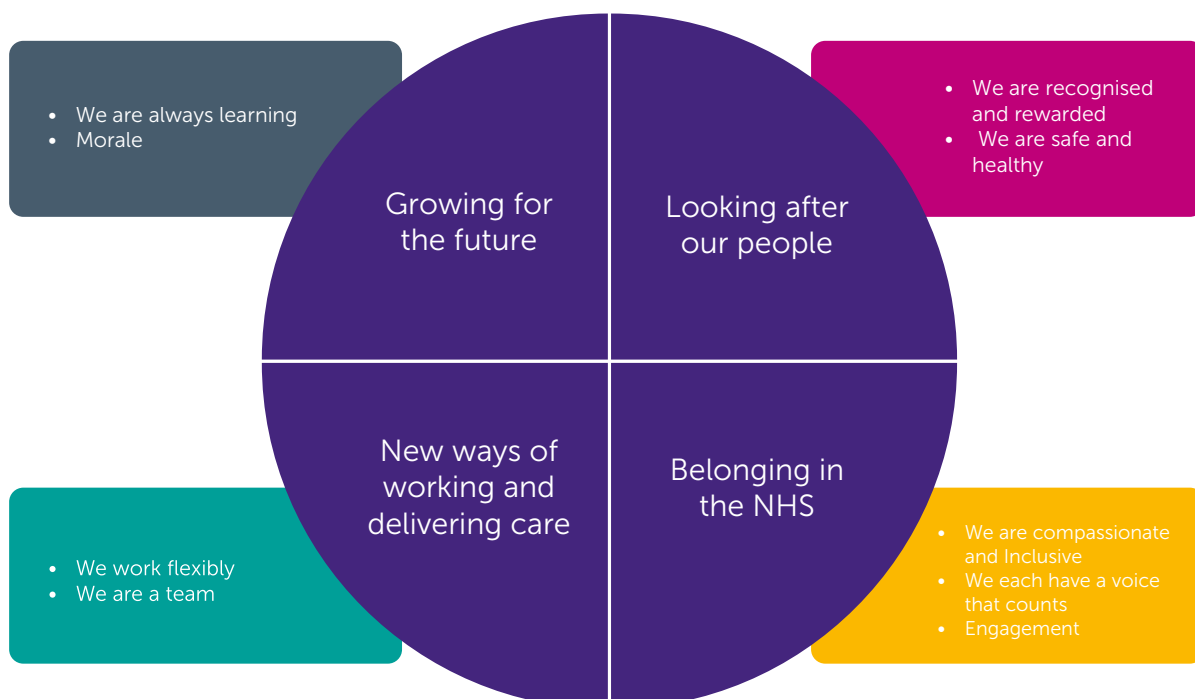 • We are always learning
• Morale
• We are recognised
and rewarded
• We are safe and
healthy
Growing for
the future
Looking after
our people
New ways of
working and
delivering care
Belonging in
the NHS
• We work flexibly
• We are a team
• We are compassionate
and Inclusive
• We each have a voice
that counts
• Engagement